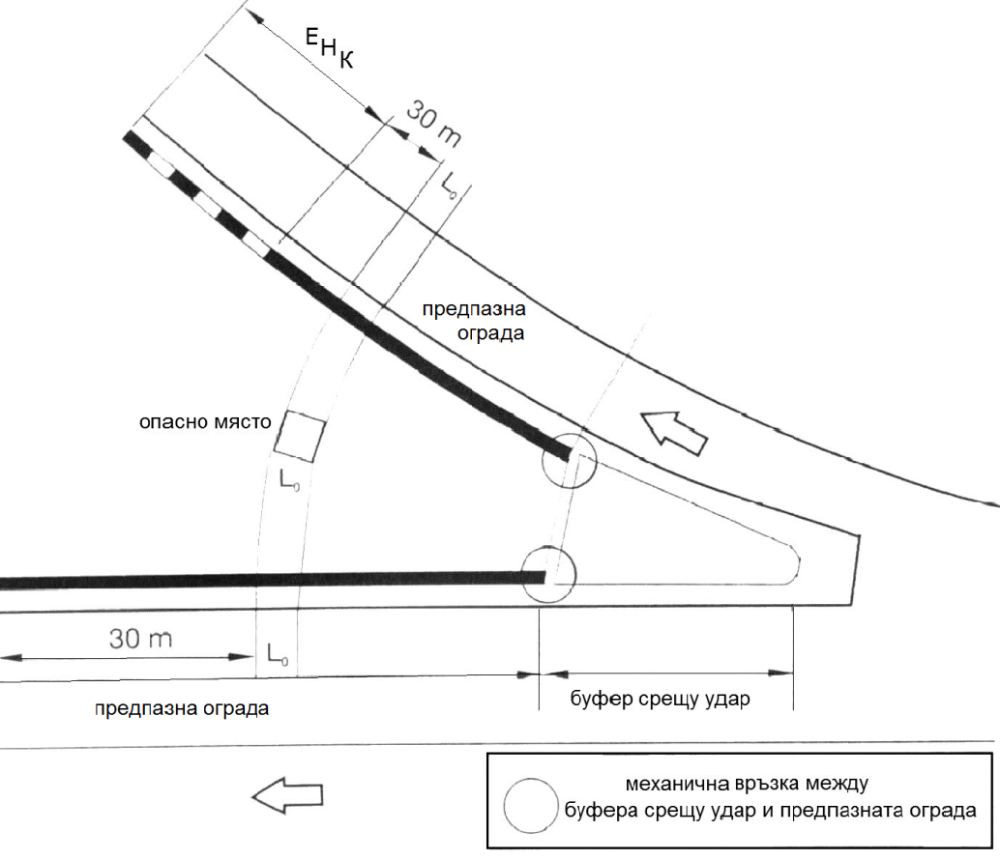 Е Н К
30 m
L₀
предпазна
ограда
опасно място
L₀
30 m
L₀
предпазна ограда
буфер срещу удар
механична връзка между
буфера срещу удар и предпазната ограда